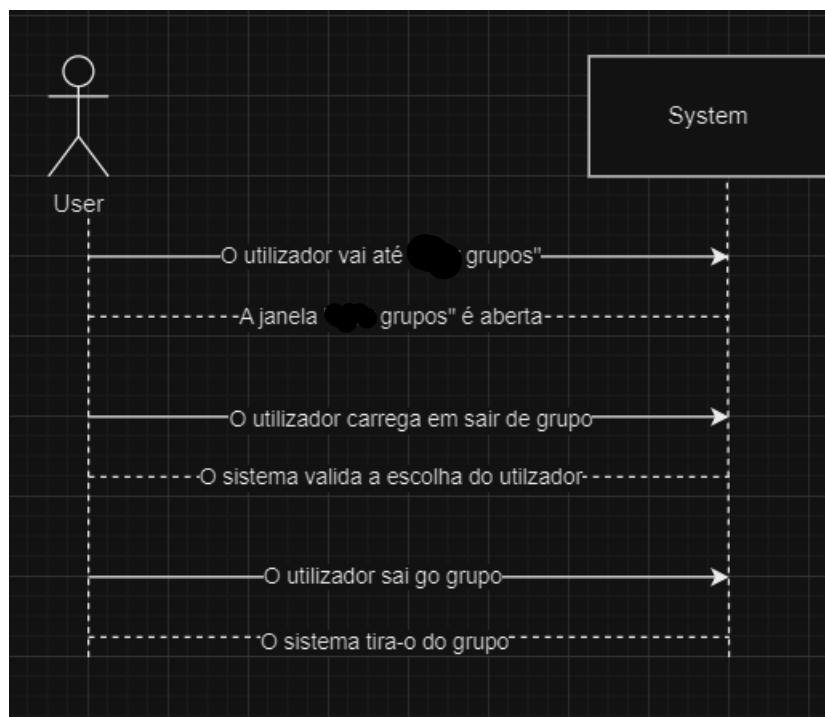 System
User
O utilizador vai até grupos"
A janela " grupos" é aberta
O utilizador carrega em sair de grupo
O sistema valida a escolha do utilzador
O utilizador sai go grupo
O sistema tira-o do grupo